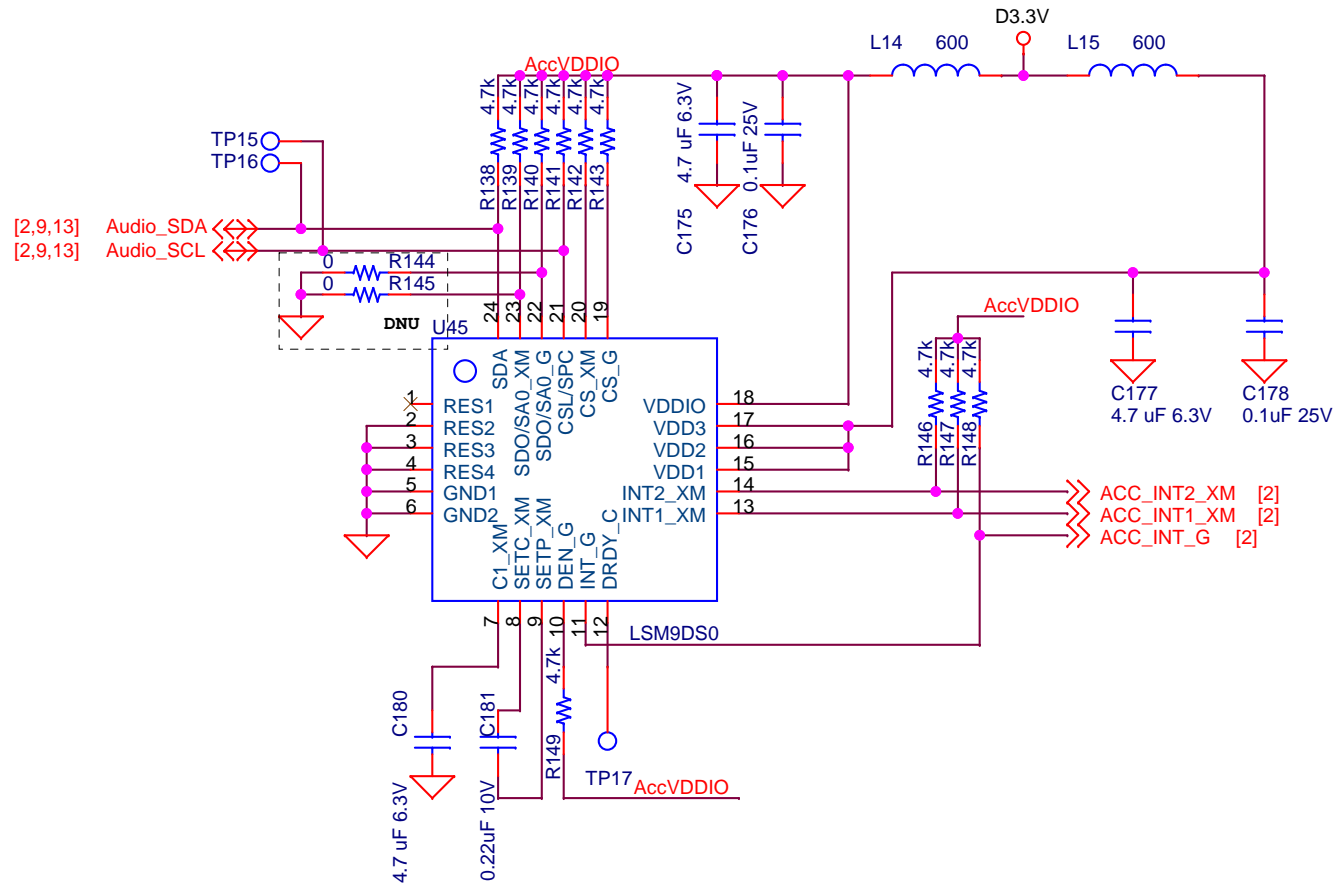 D3.3V
L14 600
L15 600
AccVDDIO
4.7k
4.7k
4.7k
4.7k
4.7k
4.7k
R138
R139
R140
R141
R142
R143
4.7 uF 6.3V
C175
0.1uF 25V
C176
TP15
TP16
[2,9,13] Audio_SDA
[2,9,13] Audio_SCL
0 R144
0 R145
DNU
U45
24
23
22
21
20
19
SDA
SDO/SA0_XM
SDO/SA0_G
CSL/SPC
CS_XM
CS_G
1 RES1
2 RES2
3 RES3
4 RES4
5 GND1
6 GND2
VDDIO 18
VDD3 17
VDD2 16
VDD1 15
INT2_XM 14
INT1_XM 13
C1_XM
SETC_XM
SETP_XM
DEN_G
INT_G
DRDY_C
7
8
9
10
11
12
LSM9DS0
AccVDDIO
4.7k
4.7k
4.7k
R146
R147
R148
C177
4.7 uF 6.3V
C178
0.1uF 25V
ACC_INT2_XM [2]
ACC_INT1_XM [2]
ACC_INT_G [2]
C180
4.7 uF 6.3V
C181
0.22uF 10V
4.7k
R149
TP17
AccVDDIO